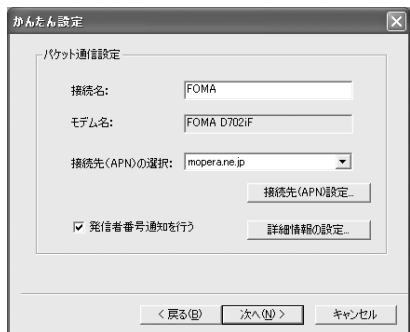 かんたん設定
パケット通信設定
接続名: FOMA
モデム名: FOMA D702iF
接続先(APN)の選択: mopera.ne.jp
接続先(APN)設定...
発信者番号通知を行う 詳細情報の設定...
< 戻る(B) 次へ(N) > キャンセル